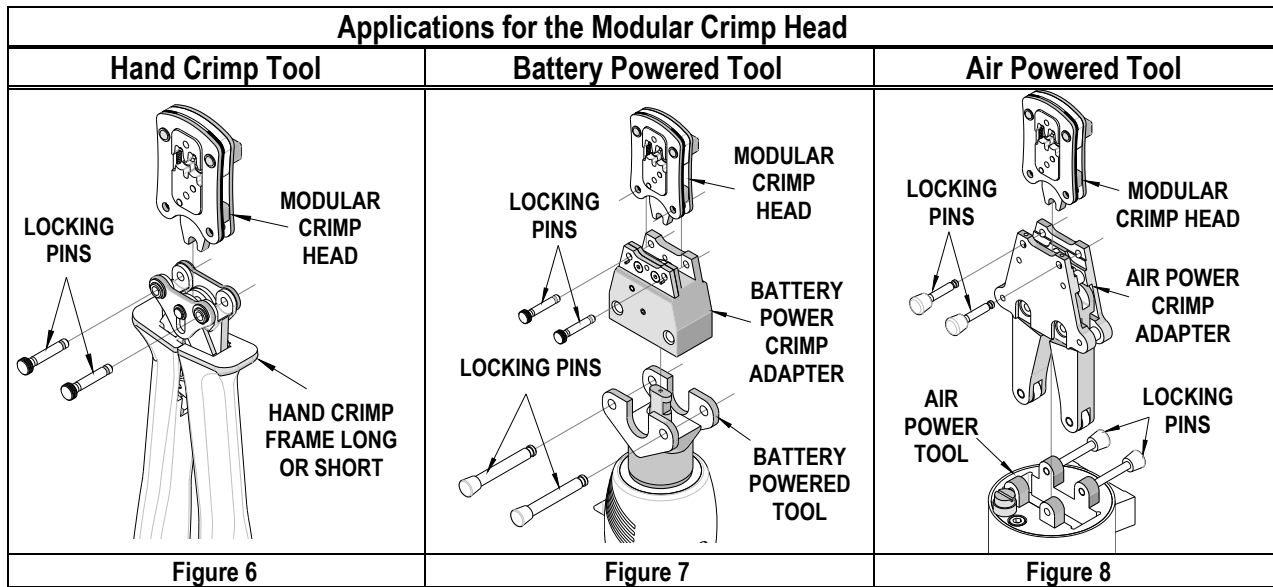 Applications for the Modular Crimp Head
Hand Crimp Tool
Battery Powered Tool
Air Powered Tool
LOCKING
PINS
MODULAR
CRIMP
HEAD
HAND CRIMP
FRAME LONG
OR SHORT
MODULAR
CRIMP
HEAD
LOCKING
PINS
BATTERY
POWER
CRIMP
ADAPTER
LOCKING PINS
BATTERY
POWERED
TOOL
LOCKING
PINS
MODULAR
CRIMP HEAD
AIR POWER
CRIMP
ADAPTER
AIR
POWER
TOOL
LOCKING
PINS
Figure 6
Figure 7
Figure 8